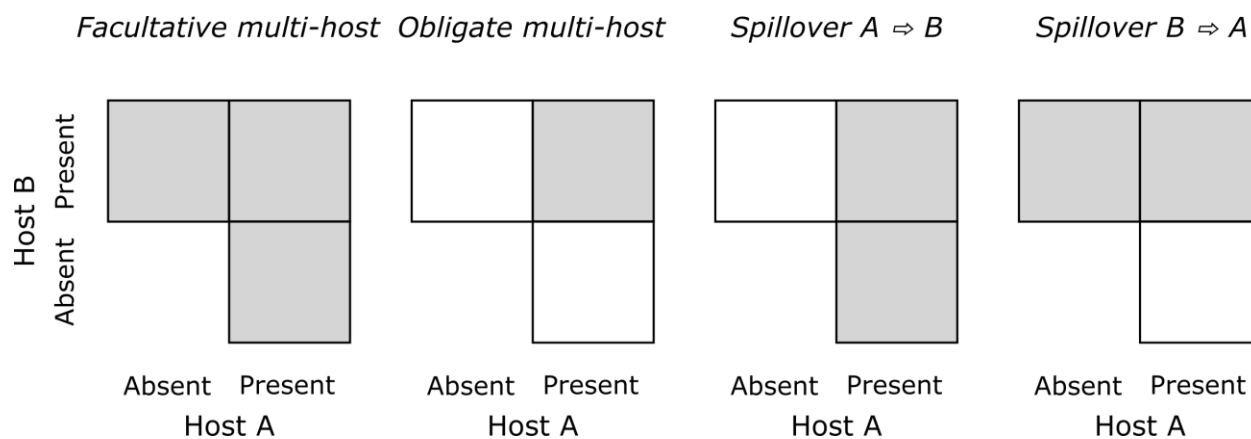 Facultative multi-host Obligate multi-host Spillover A ⇨ B Spillover B ⇨ A
Host B
Present
Absent
Absent Present Absent Present Absent Present Absent Present
Host A Host A Host A Host A